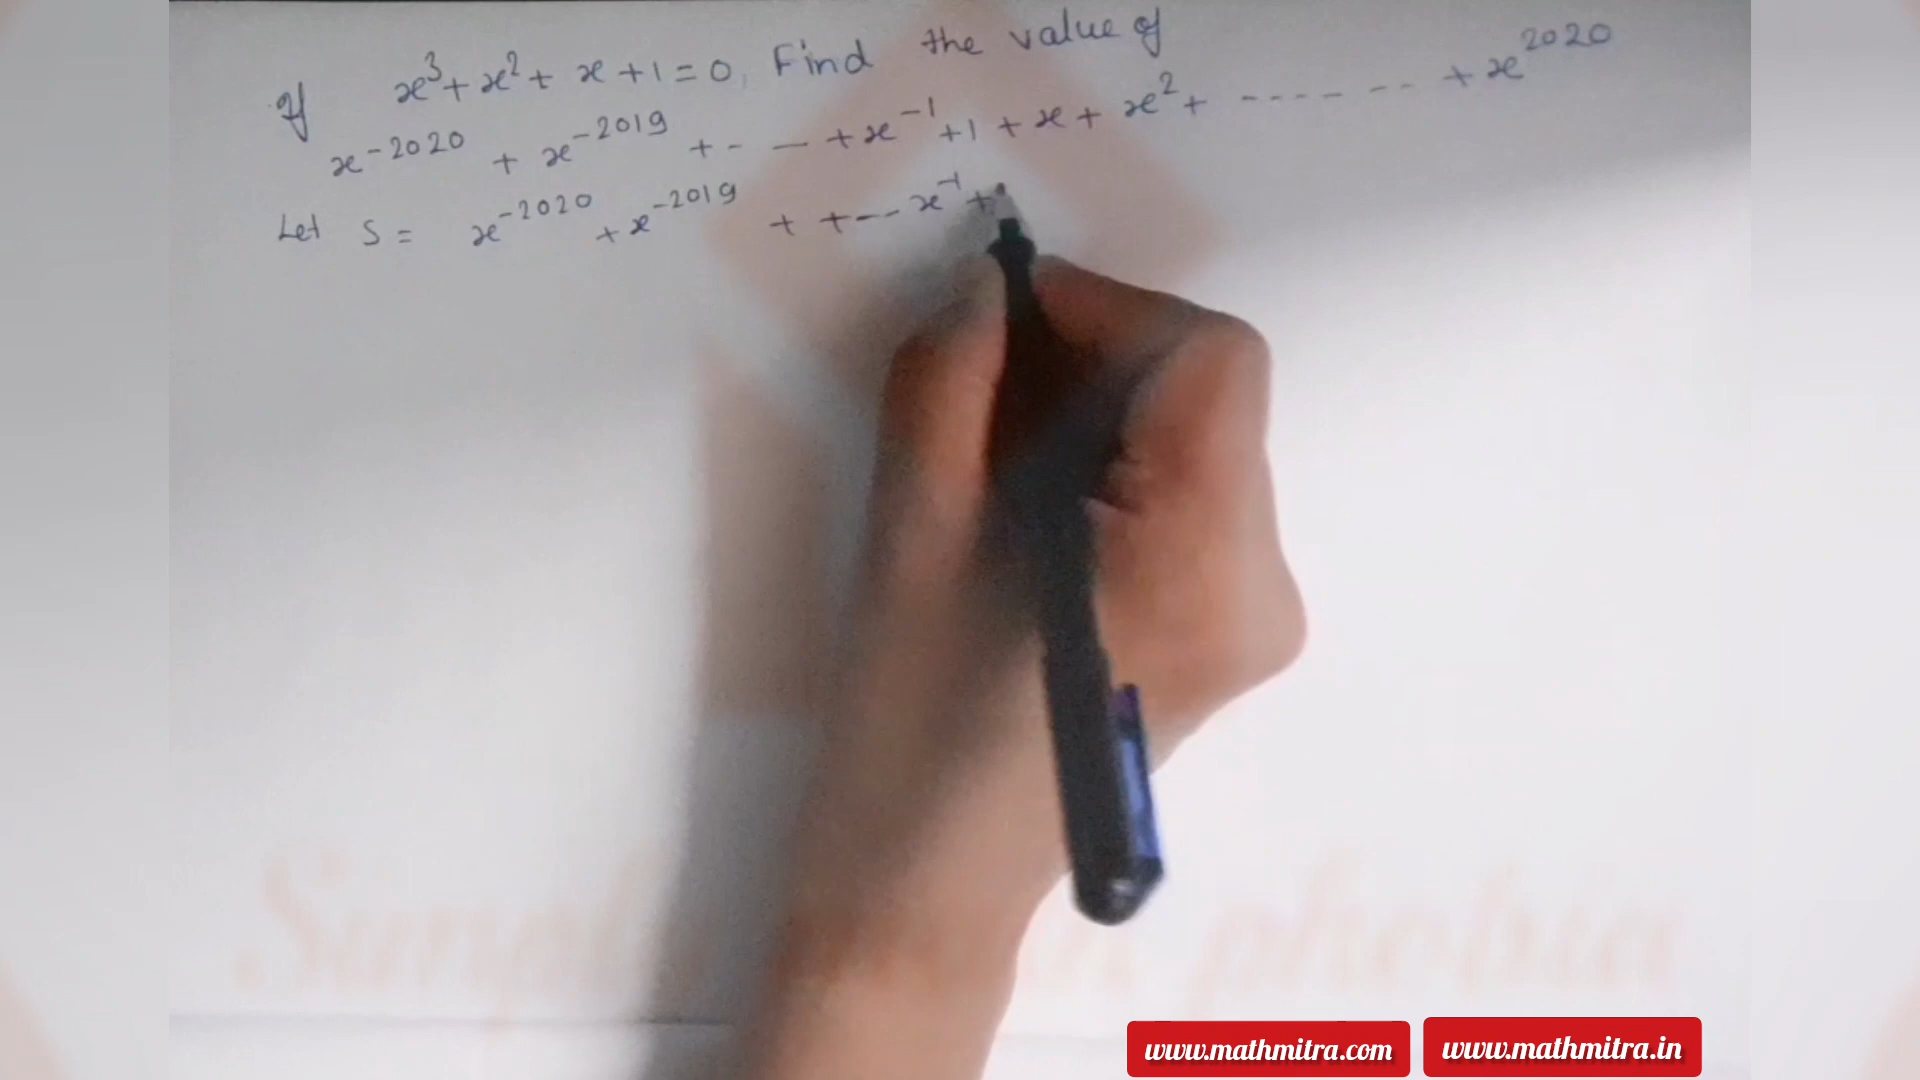 If x³ + x² + x + 1 = 0, Find the value of
x⁻²⁰²⁰ + x⁻²⁰¹⁹ + - — + x⁻¹ + 1 + x + x² + - - - - - - - + x²⁰²⁰
Let S = x⁻²⁰²⁰ + x⁻²⁰¹⁹ + + - - - x⁻¹ +
www.mathmitra.com www.mathmitra.in